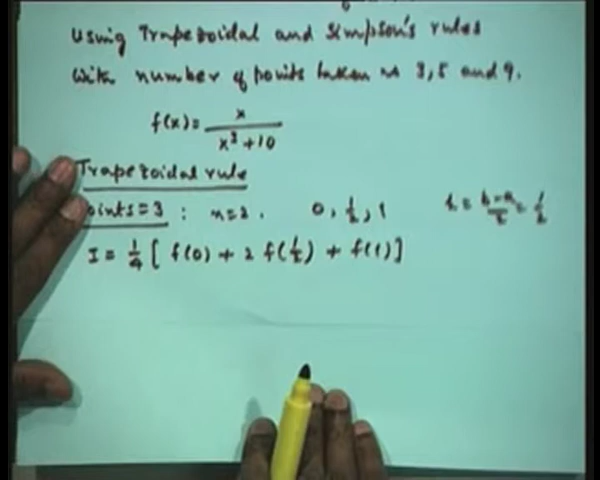 Using Trapezoidal and Simpson's rules
with number of points taken as 3, 5 and 9.
f(x) = x / (x³ + 10)
Trapezoidal rule
oints = 3 : n = 2. 0, 1/2, 1 h = (b-a)/2 = 1/2
I = 1/4 [ f(0) + 2 f(1/2) + f(1) ]